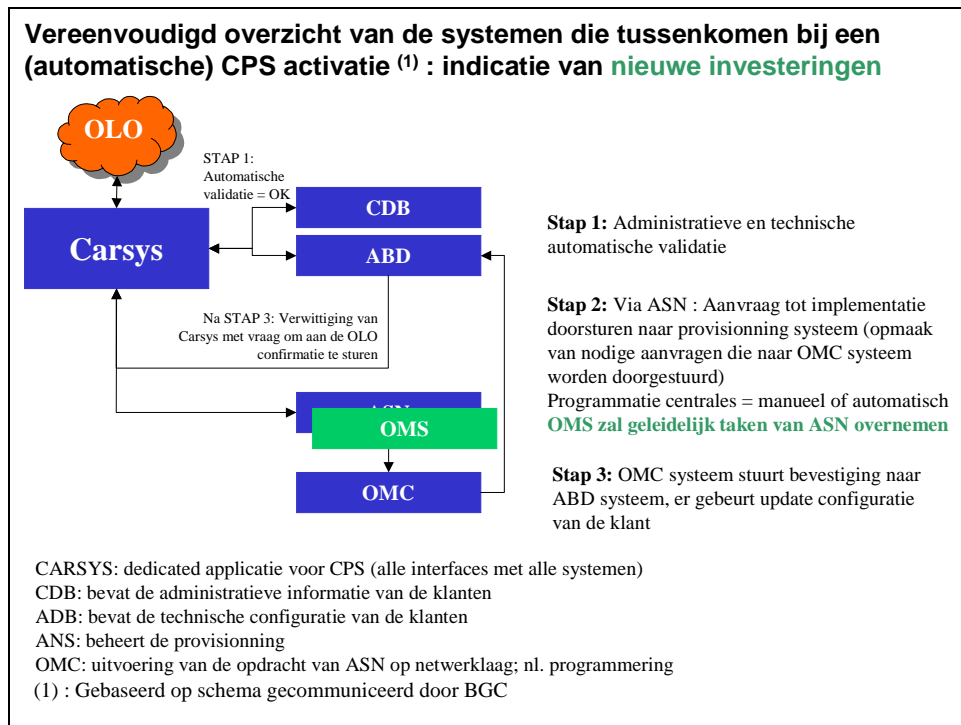 Vereenvoudigd overzicht van de systemen die tussenkomen bij een
(automatische) CPS activatie (1) : indicatie van nieuwe investeringen
OLO
STAP 1:
Automatische
validatie = OK
CDB
Carsys
ABD
Na STAP 3: Verwittiging van
Carsys met vraag om aan de OLO
confirmatie te sturen
ASN
OMS
OMC
Stap 1: Administratieve en technische
automatische validatie
Stap 2: Via ASN : Aanvraag tot implementatie
doorsturen naar provisionning systeem (opmaak
van nodige aanvragen die naar OMC systeem
worden doorgestuurd)
Programmatie centrales = manueel of automatisch
OMS zal geleidelijk taken van ASN overnemen
Stap 3: OMC systeem stuurt bevestiging naar
ABD systeem, er gebeurt update configuratie
van de klant
CARSYS: dedicated applicatie voor CPS (alle interfaces met alle systemen)
CDB: bevat de administratieve informatie van de klanten
ADB: bevat de technische configuratie van de klanten
ANS: beheert de provisionning
OMC: uitvoering van de opdracht van ASN op netwerklaag; nl. programmering
(1) : Gebaseerd op schema gecommuniceerd door BGC